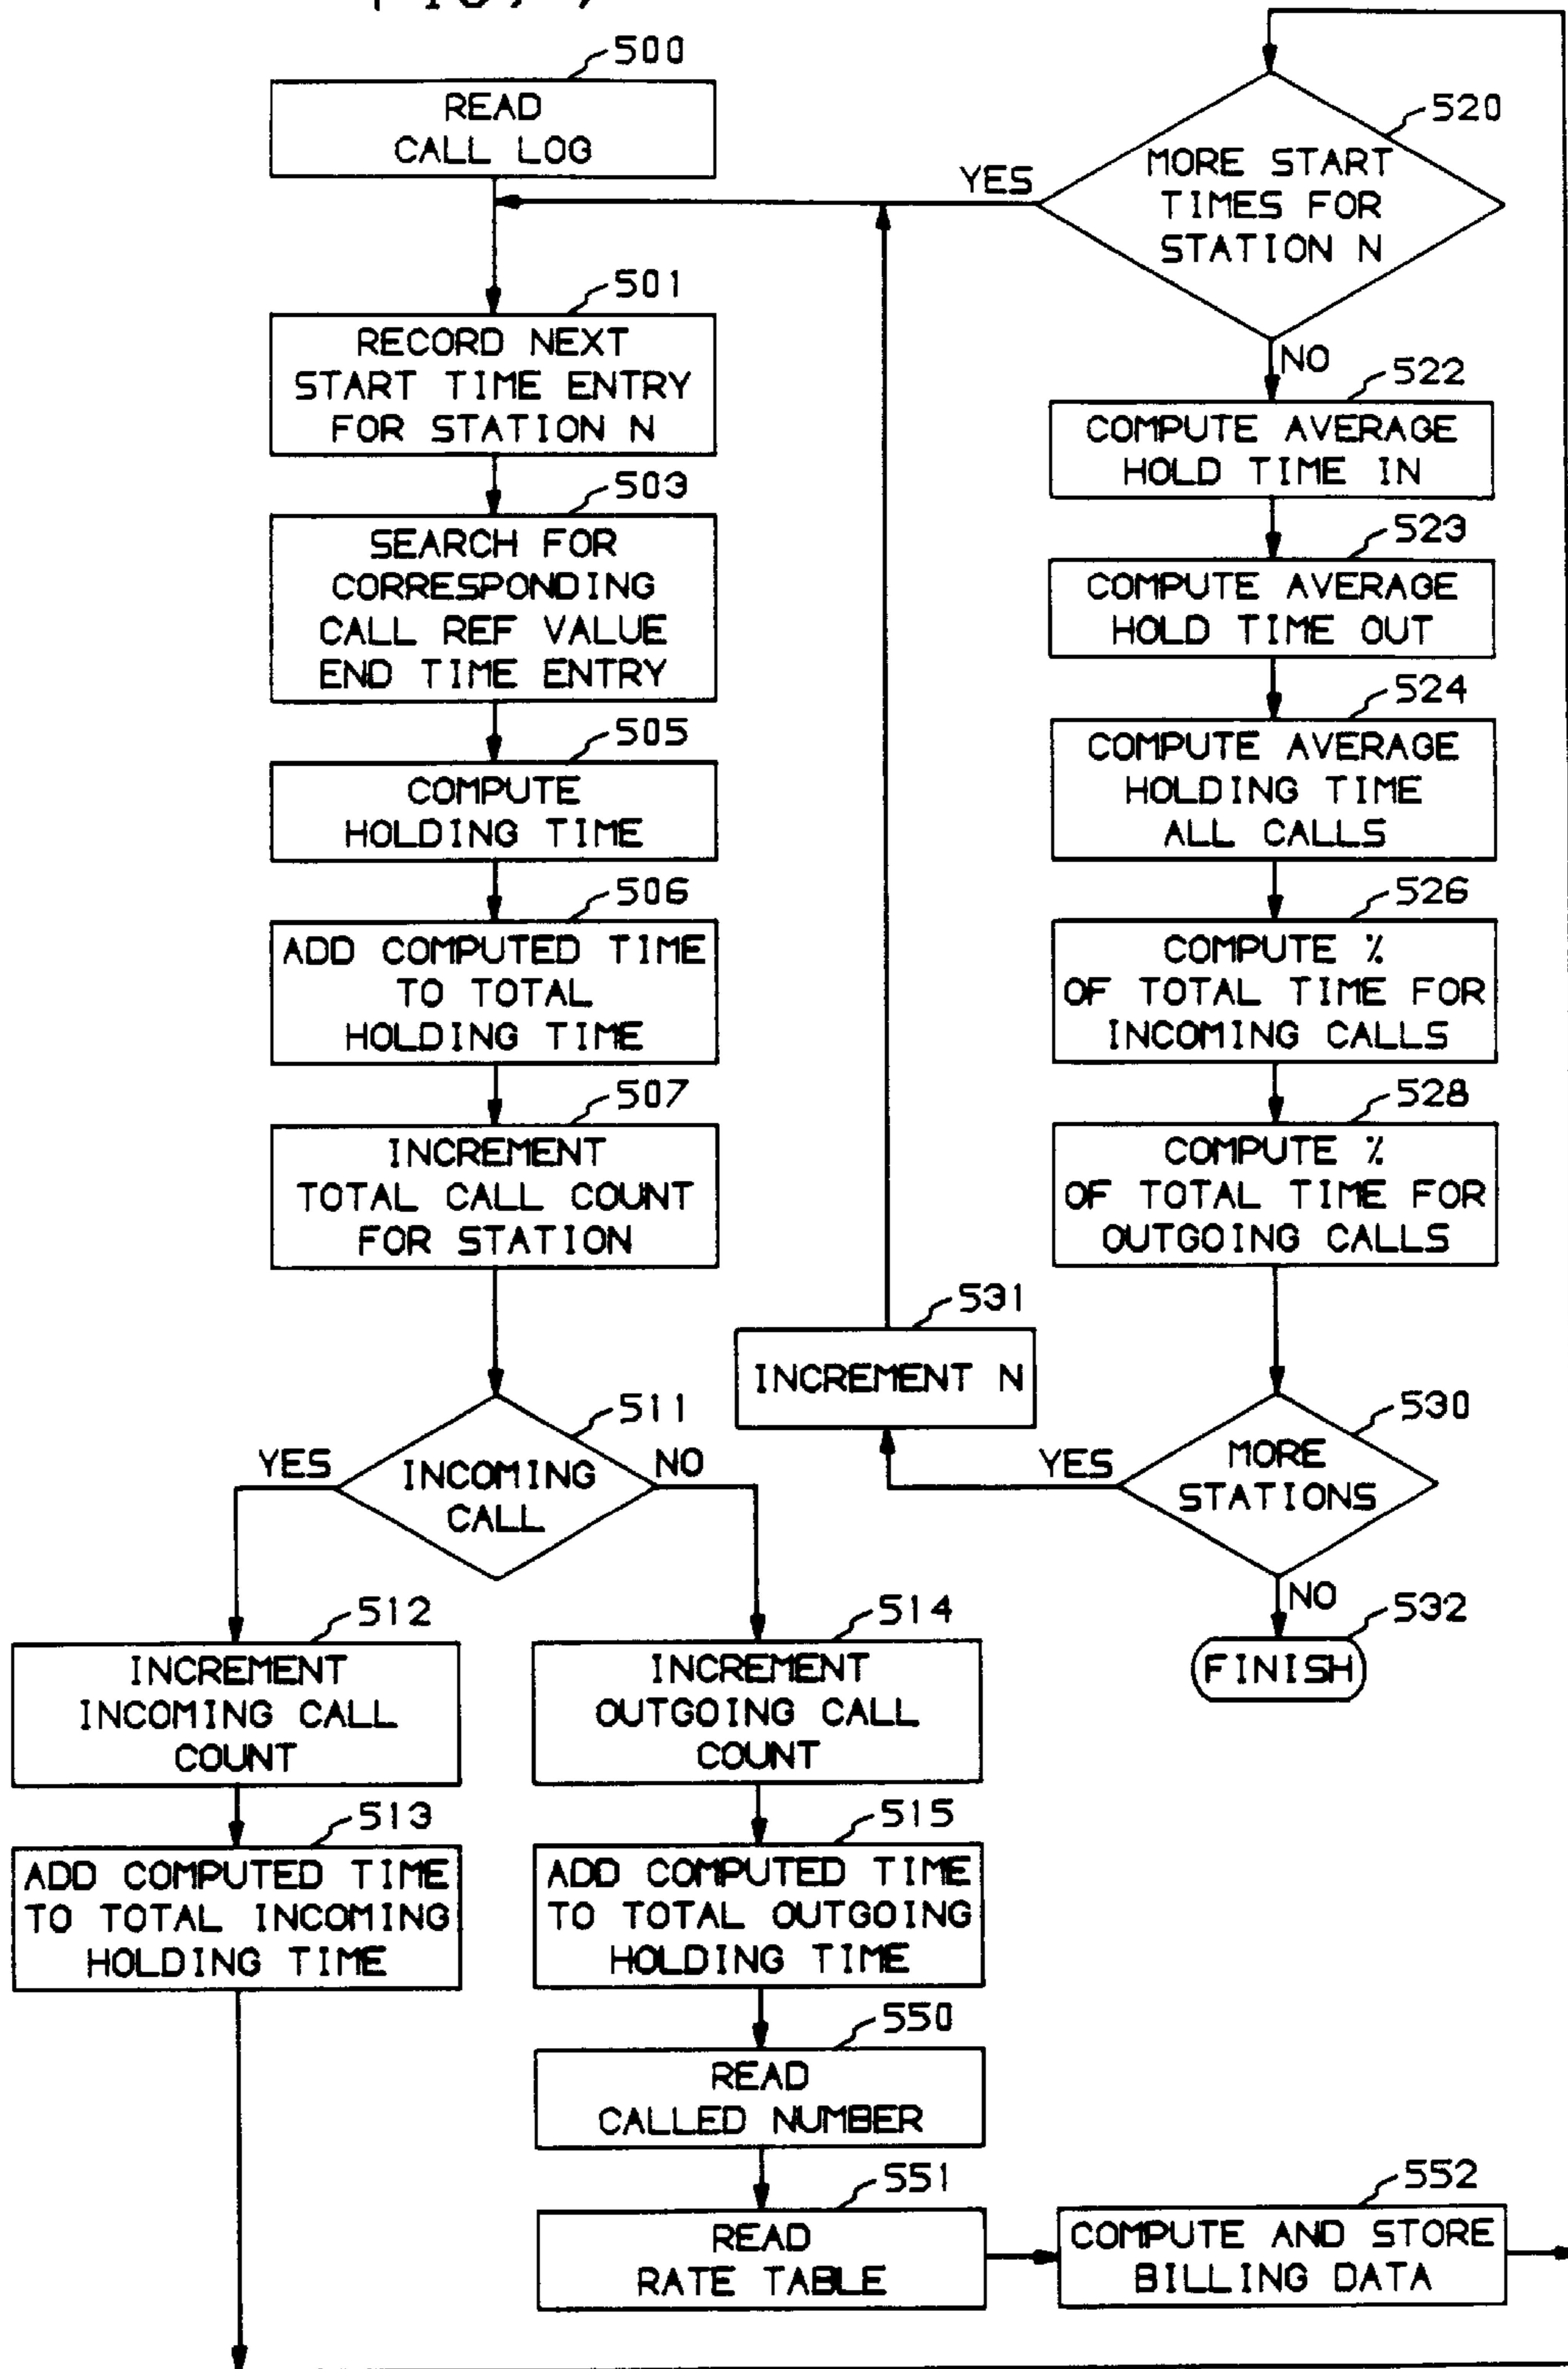 500
READ
CALL LOG
501
RECORD NEXT
START TIME ENTRY
FOR STATION N
503
SEARCH FOR
CORRESPONDING
CALL REF VALUE
END TIME ENTRY
505
COMPUTE
HOLDING TIME
506
ADD COMPUTED TIME
TO TOTAL
HOLDING TIME
507
INCREMENT
TOTAL CALL COUNT
FOR STATION
511
YES
INCOMING
CALL
NO
512
INCREMENT
INCOMING CALL
COUNT
513
ADD COMPUTED TIME
TO TOTAL INCOMING
HOLDING TIME
514
INCREMENT
OUTGOING CALL
COUNT
515
ADD COMPUTED TIME
TO TOTAL OUTGOING
HOLDING TIME
550
READ
CALLED NUMBER
551
READ
RATE TABLE
552
COMPUTE AND STORE
BILLING DATA
520
YES
MORE START
TIMES FOR
STATION N
NO
522
COMPUTE AVERAGE
HOLD TIME IN
523
COMPUTE AVERAGE
HOLD TIME OUT
524
COMPUTE AVERAGE
HOLDING TIME
ALL CALLS
526
COMPUTE %
OF TOTAL TIME FOR
INCOMING CALLS
528
COMPUTE %
OF TOTAL TIME FOR
OUTGOING CALLS
530
YES
MORE
STATIONS
NO
531
INCREMENT N
532
FINISH